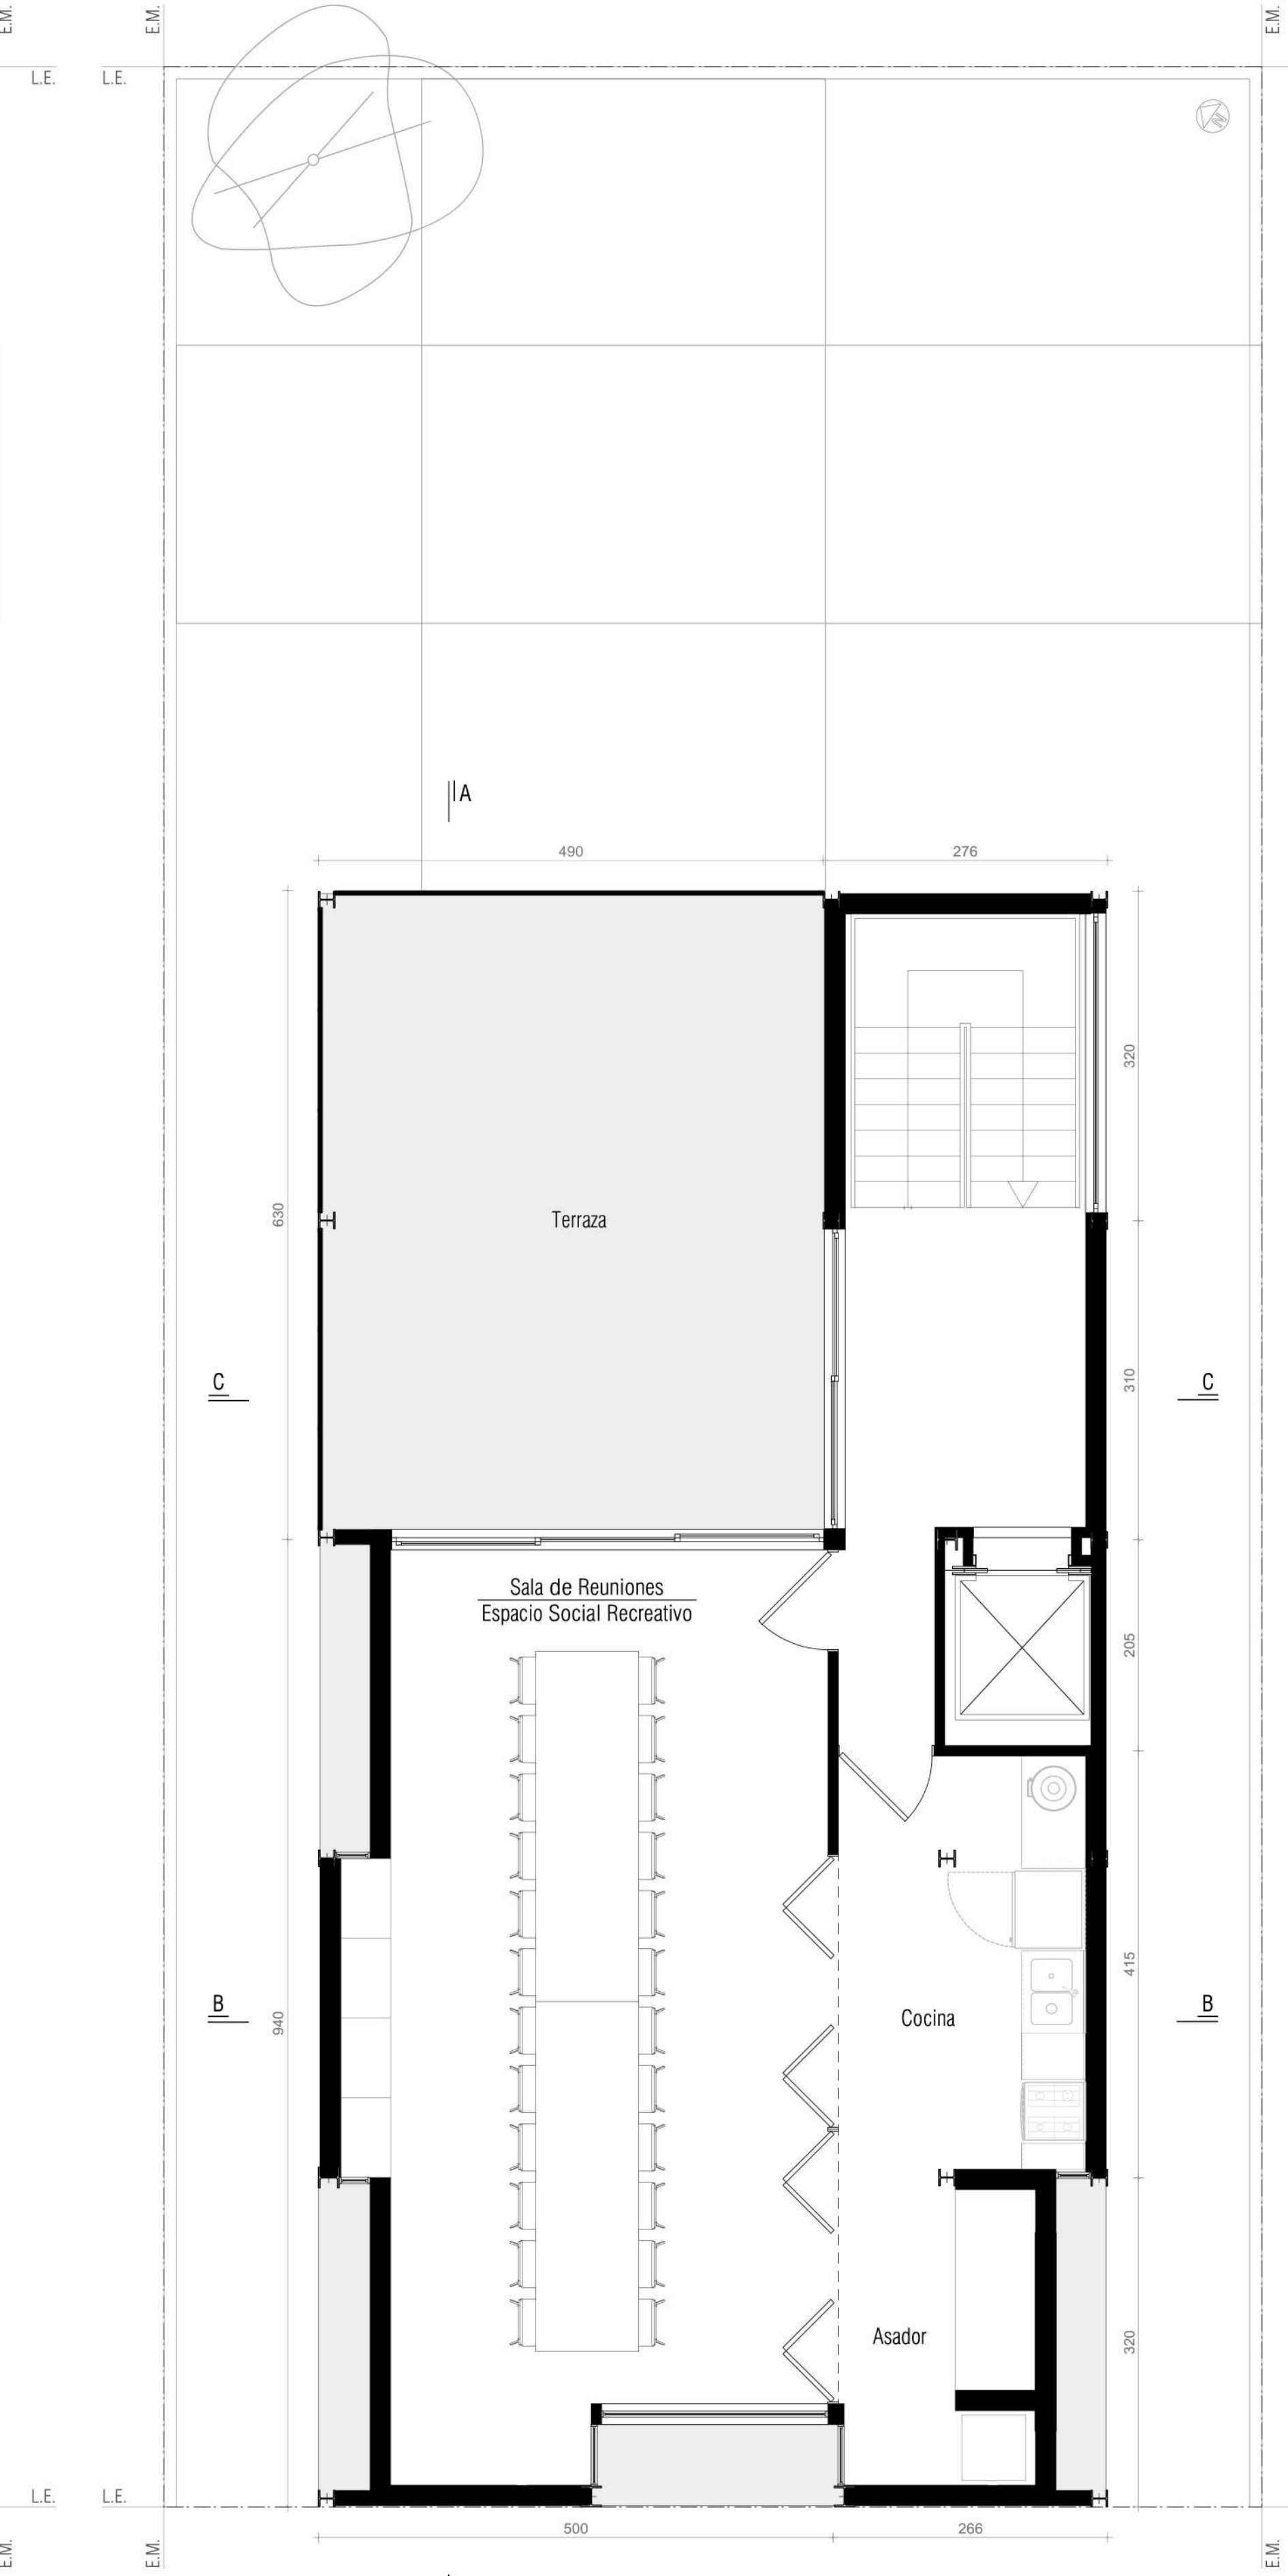 E.M.
E.M.
E.M.
L.E.
L.E.
N
A
490
276
320
630
Terraza
C
310
C
Sala de Reuniones
Espacio Social Recreativo
205
B
940
Cocina
415
B
Asador
320
L.E.
L.E.
500
266
E.M.
E.M.
E.M.